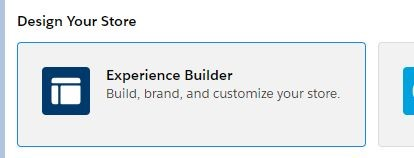 Design Your Store
Experience Builder
Build, brand, and customize your store.